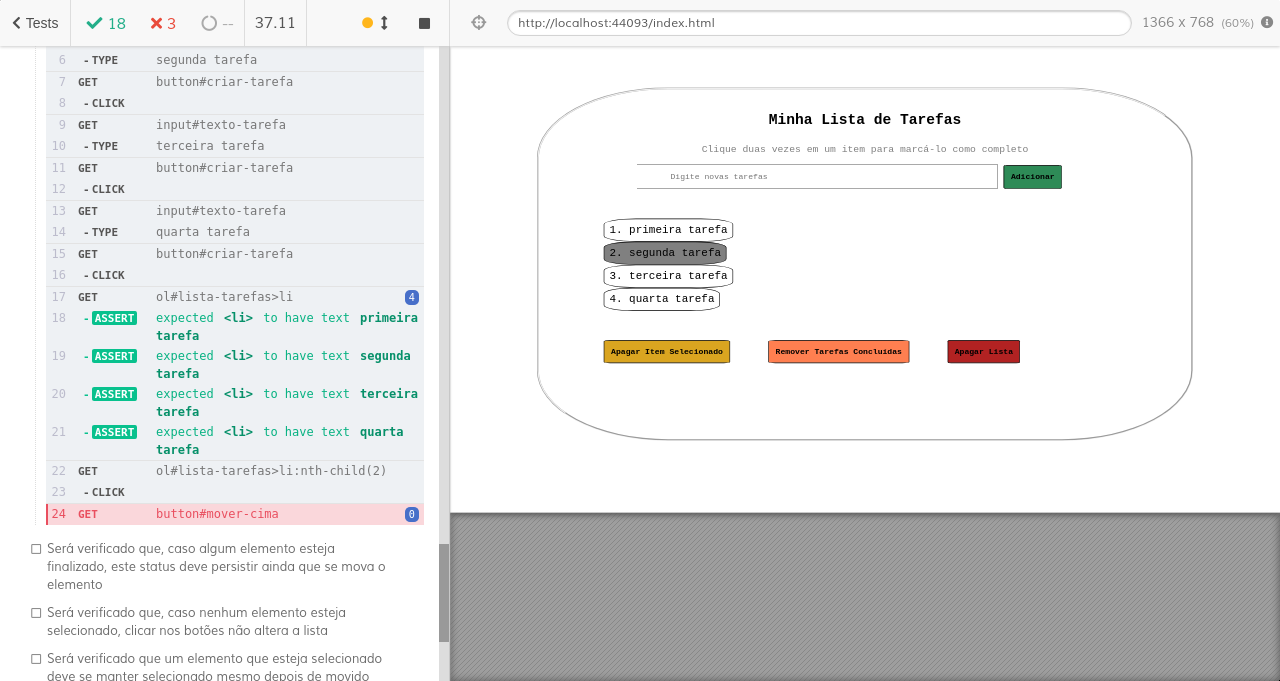 Tests 18 3 -- 37.11 http://localhost:44093/index.html 1366 x 768 (60%)
6 - TYPE segunda tarefa
7 GET button#criar-tarefa
8 - CLICK
9 GET input#texto-tarefa
10 - TYPE terceira tarefa
11 GET button#criar-tarefa
12 - CLICK
13 GET input#texto-tarefa
14 - TYPE quarta tarefa
15 GET button#criar-tarefa
16 - CLICK
17 GET ol#lista-tarefas>li 4
18 - ASSERT expected <li> to have text primeira
tarefa
19 - ASSERT expected <li> to have text segunda
tarefa
20 - ASSERT expected <li> to have text terceira
tarefa
21 - ASSERT expected <li> to have text quarta
tarefa
22 GET ol#lista-tarefas>li:nth-child(2)
23 - CLICK
24 GET button#mover-cima 0
Será verificado que, caso algum elemento esteja
finalizado, este status deve persistir ainda que se mova o
elemento
Será verificado que, caso nenhum elemento esteja
selecionado, clicar nos botões não altera a lista
Será verificado que um elemento que esteja selecionado
deve se manter selecionado mesmo depois de movido
Minha Lista de Tarefas
Clique duas vezes em um item para marcá-lo como completo
Digite novas tarefas Adicionar
1. primeira tarefa
2. segunda tarefa
3. terceira tarefa
4. quarta tarefa
Apagar Item Selecionado Remover Tarefas Concluídas Apagar Lista